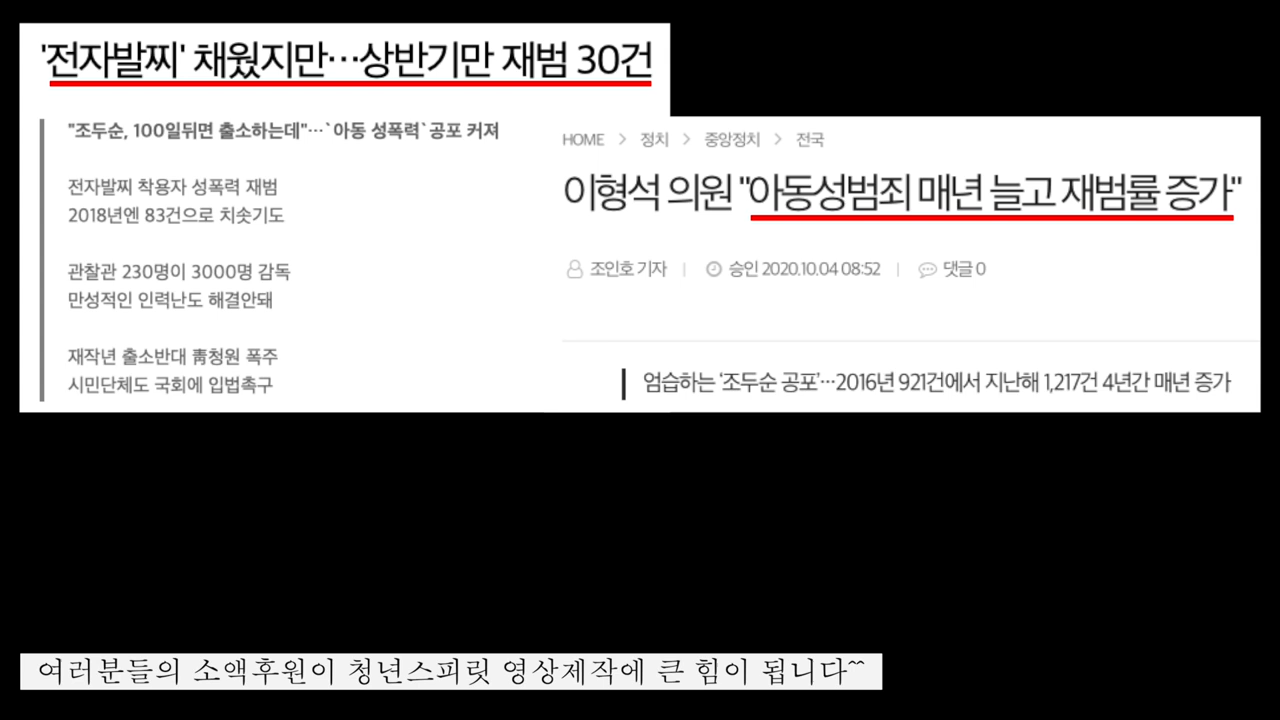 '전자발찌' 채웠지만…상반기만 재범 30건
"조두순, 100일뒤면 출소하는데"…`아동 성폭력`공포 커져
전자발찌 착용자 성폭력 재범
2018년엔 83건으로 치솟기도
관찰관 230명이 3000명 감독
만성적인 인력난도 해결안돼
재작년 출소반대 靑청원 폭주
시민단체도 국회에 입법촉구
HOME > 정치 > 중앙정치 > 전국
이형석 의원 "아동성범죄 매년 늘고 재범률 증가"
조인호 기자 | 승인 2020.10.04 08:52 | 댓글 0
엄습하는 '조두순 공포'…2016년 921건에서 지난해 1,217건 4년간 매년 증가
여러분들의 소액후원이 청년스피릿 영상제작에 큰 힘이 됩니다~~